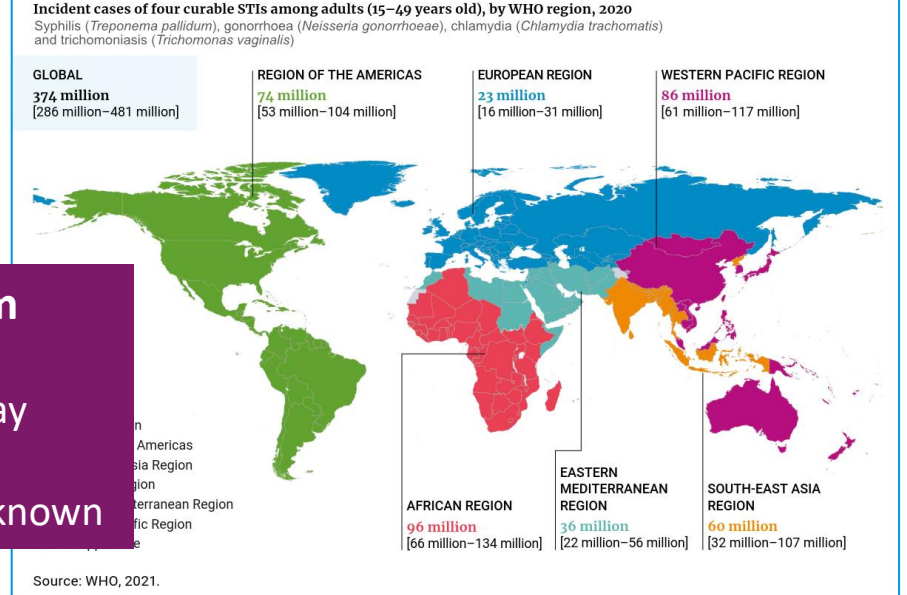 Incident cases of four curable STIs among adults (15–49 years old), by WHO region, 2020
Syphilis (Treponema pallidum), gonorrhoea (Neisseria gonorrhoeae), chlamydia (Chlamydia trachomatis)
and trichomoniasis (Trichomonas vaginalis)
GLOBAL
374 million
[286 million–481 million]
REGION OF THE AMERICAS
74 million
[53 million–104 million]
EUROPEAN REGION
23 million
[16 million–31 million]
WESTERN PACIFIC REGION
86 million
[61 million–117 million]
known
Americas
Region
Region
Region
AFRICAN REGION
96 million
[66 million–134 million]
EASTERN
MEDITERRANEAN
REGION
36 million
[22 million–56 million]
SOUTH-EAST ASIA
REGION
60 million
[32 million–107 million]
Source: WHO, 2021.